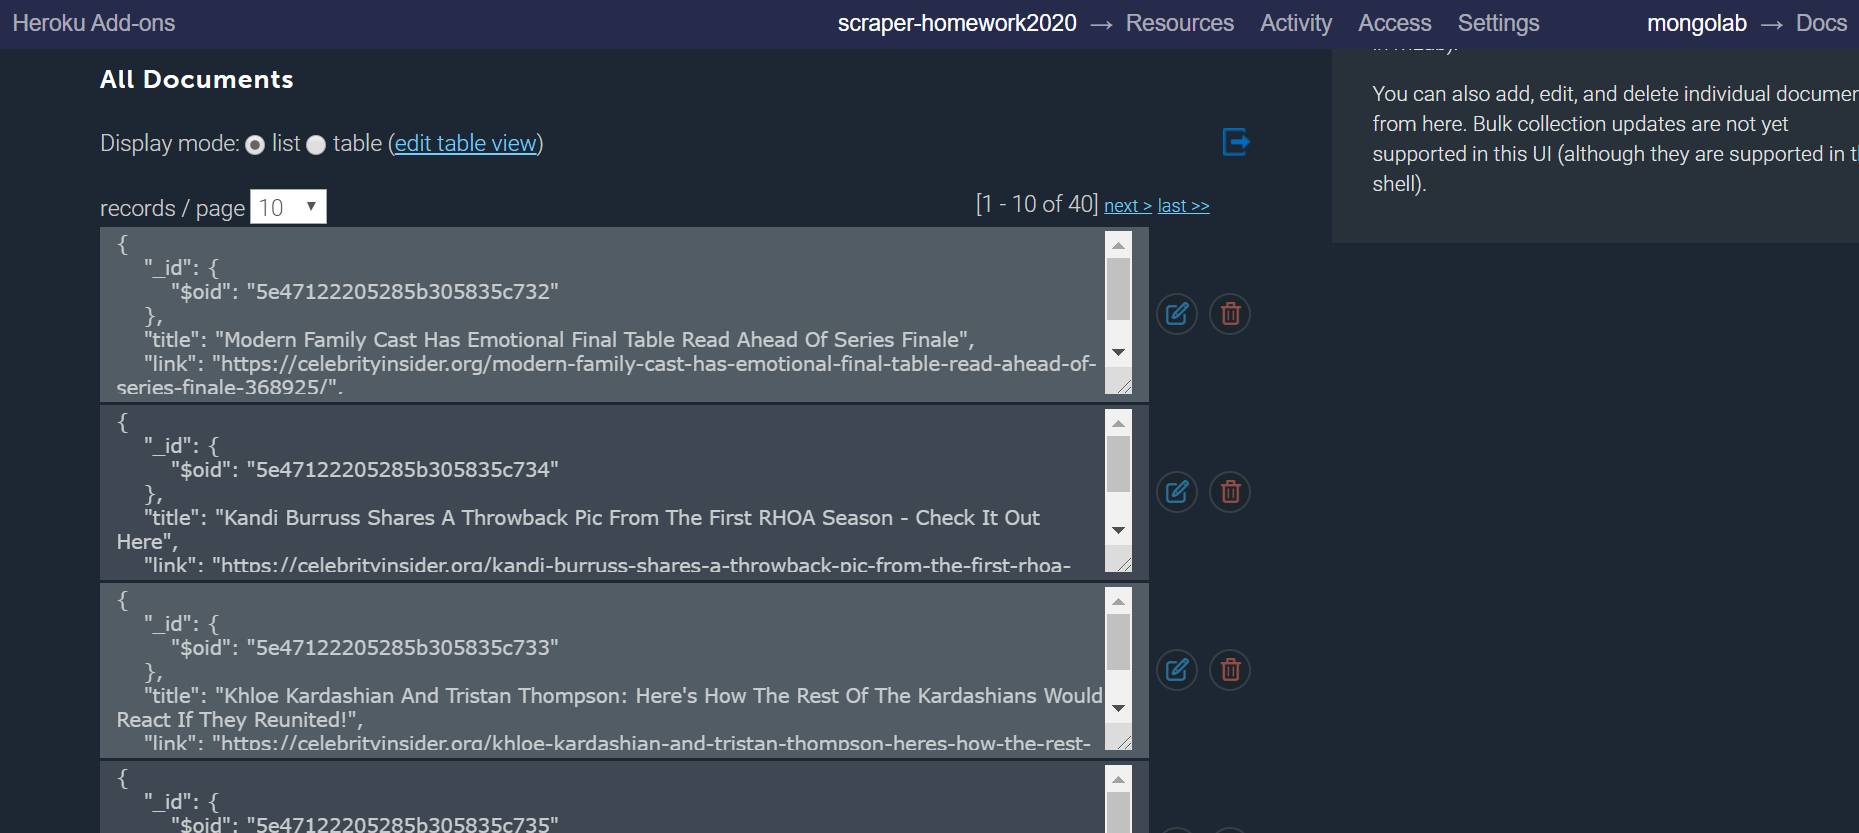 Heroku Add-ons
scraper-homework2020 → Resources Activity Access Settings mongolab → Docs
All Documents
Display mode: list table (edit table view)
records / page 10
[1 - 10 of 40] next > last >>
{
"_id": {
"$oid": "5e47122205285b305835c732"
},
"title": "Modern Family Cast Has Emotional Final Table Read Ahead Of Series Finale",
"link": "https://celebrityinsider.org/modern-family-cast-has-emotional-final-table-read-ahead-of-
series-finale-368925/",
{
"_id": {
"$oid": "5e47122205285b305835c734"
},
"title": "Kandi Burruss Shares A Throwback Pic From The First RHOA Season - Check It Out
Here",
"link": "https://celebrityinsider.org/kandi-burruss-shares-a-throwback-pic-from-the-first-rhoa-
{
"_id": {
"$oid": "5e47122205285b305835c733"
},
"title": "Khloe Kardashian And Tristan Thompson: Here's How The Rest Of The Kardashians Would
React If They Reunited!",
"link": "https://celebrityinsider.org/khloe-kardashian-and-tristan-thompson-heres-how-the-rest-
{
"_id": {
"$oid": "5e47122205285b305835c735"
You can also add, edit, and delete individual documen
from here. Bulk collection updates are not yet
supported in this UI (although they are supported in t
shell).